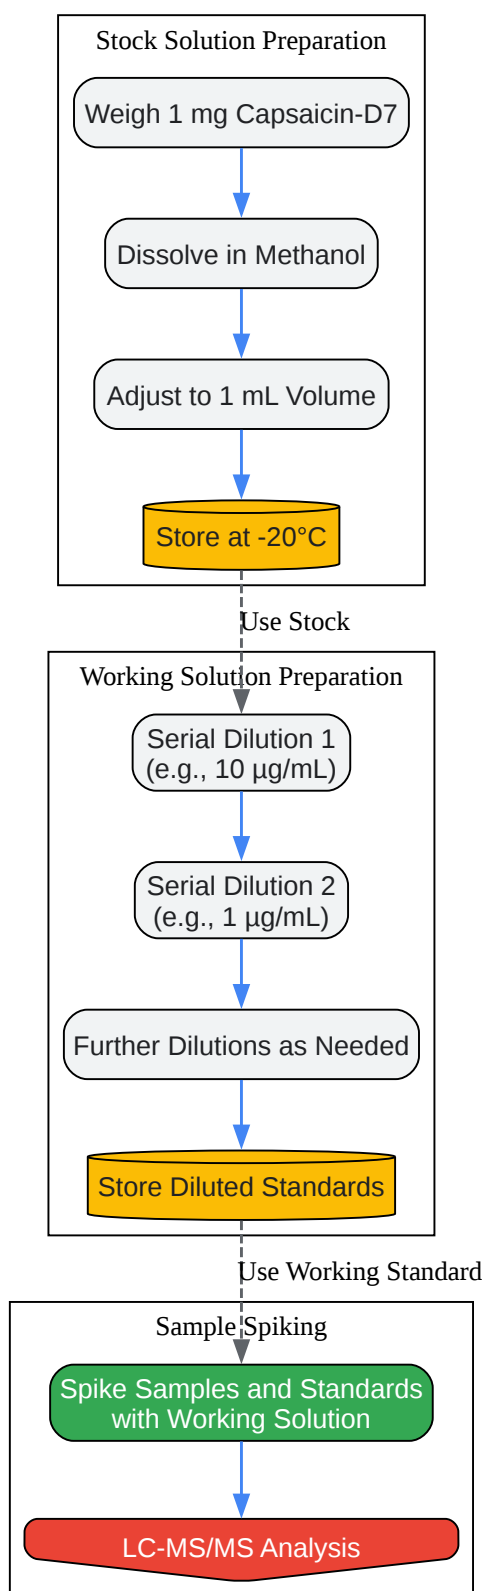 Stock Solution Preparation
Weigh 1 mg Capsaicin-D7
Dissolve in Methanol
Adjust to 1 mL Volume
Store at -20°C
Use Stock
Working Solution Preparation
Serial Dilution 1
(e.g., 10 µg/mL)
Serial Dilution 2
(e.g., 1 µg/mL)
Further Dilutions as Needed
Store Diluted Standards
Use Working Standard
Sample Spiking
Spike Samples and Standards
with Working Solution
LC-MS/MS Analysis